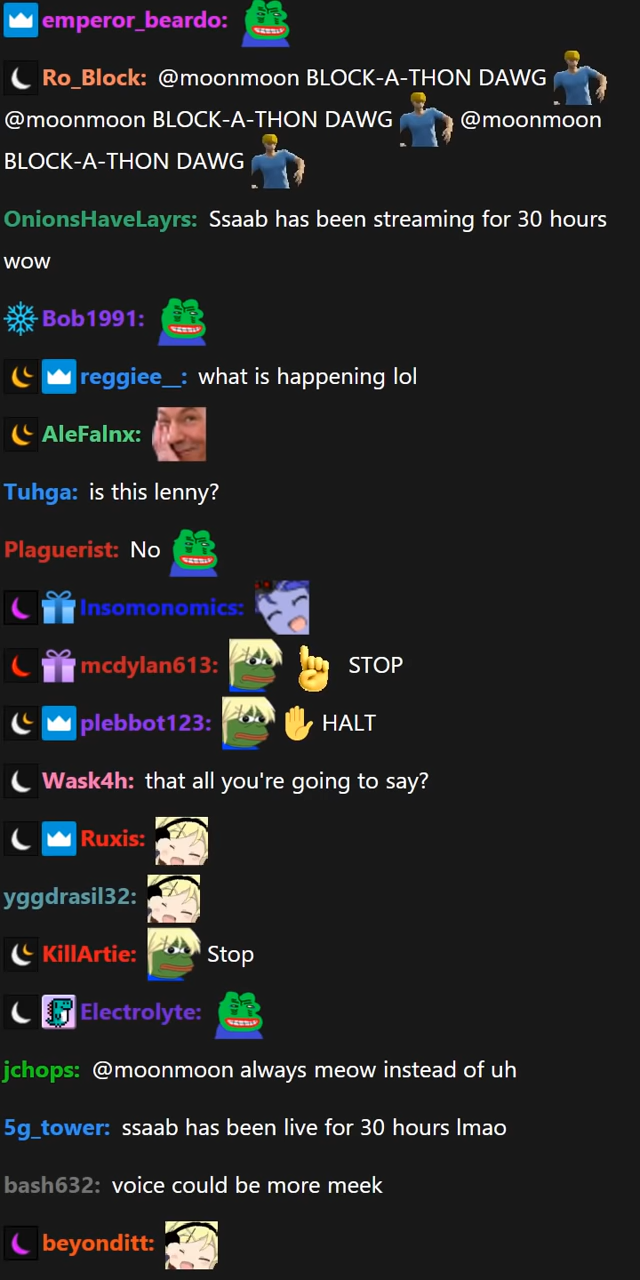 emperor_beardo:
Ro_Block: @moonmoon BLOCK-A-THON DAWG
@moonmoon BLOCK-A-THON DAWG @moonmoon
BLOCK-A-THON DAWG
OnionsHaveLayrs: Ssaab has been streaming for 30 hours
wow
Bob1991:
reggiee__: what is happening lol
AleFalnx:
Tuhga: is this lenny?
Plaguerist: No
Insomonomics:
mcdylan613: STOP
plebbot123: HALT
Wask4h: that all you're going to say?
Ruxis:
yggdrasil32:
KillArtie: Stop
Electrolyte:
jchops: @moonmoon always meow instead of uh
5g_tower: ssaab has been live for 30 hours lmao
bash632: voice could be more meek
beyonditt: